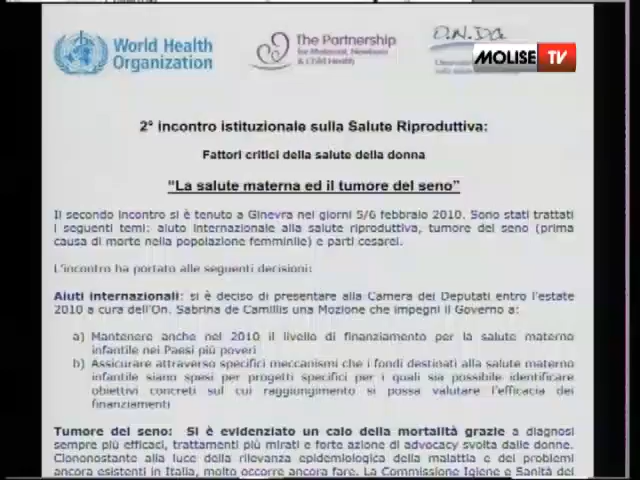 World Health
Organization
The Partnership
for Maternal, Newborn
& Child Health
O.N.Da
MOLISE TV
2° incontro istituzionale sulla Salute Riproduttiva:
Fattori critici della salute della donna
"La salute materna ed il tumore del seno"
Il secondo incontro si è tenuto a Ginevra nei giorni 5/6 febbraio 2010. Sono stati trattati
i seguenti temi: aiuto internazionale alla salute riproduttiva, tumore del seno (prima
causa di morte nella popolazione femminile) e parti cesarei.
L'incontro ha portato alle seguenti decisioni:
Aiuti internazionali: si è deciso di presentare alla Camera dei Deputati entro l'estate
2010 a cura dell'On. Sabrina de Camillis una Mozione che impegni il Governo a:
a) Mantenere anche nel 2010 il livello di finanziamento per la salute materno
infantile nei Paesi più poveri
b) Assicurare attraverso specifici meccanismi che i fondi destinati alla salute materno
infantile siano spesi per progetti specifici per i quali sia possibile identificare
obiettivi concreti sul cui raggiungimento si possa valutare l'efficacia dei
finanziamenti
Tumore del seno: Si è evidenziato un calo della mortalità grazie a diagnosi
sempre più efficaci, trattamenti più mirati e forte azione di advocacy svolta dalle donne.
Ciononostante alla luce della rilevanza epidemiologica della malattia e dei problemi
ancora esistenti in Italia, molto occorre ancora fare. La Commissione Igiene e Sanità del